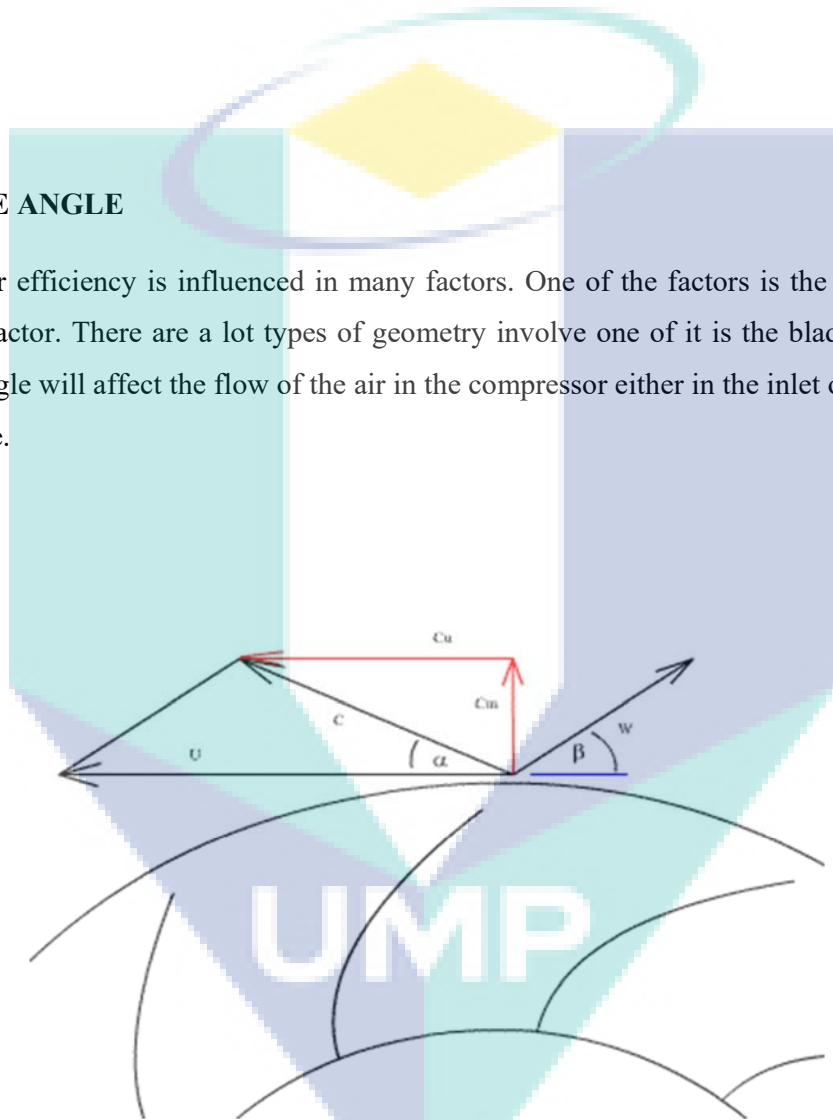 E ANGLE
r efficiency is influenced in many factors. One of the factors is the
actor. There are a lot types of geometry involve one of it is the blad
gle will affect the flow of the air in the compressor either in the inlet o
e.
Cu
Cm
C
W
U
α
β
UMP